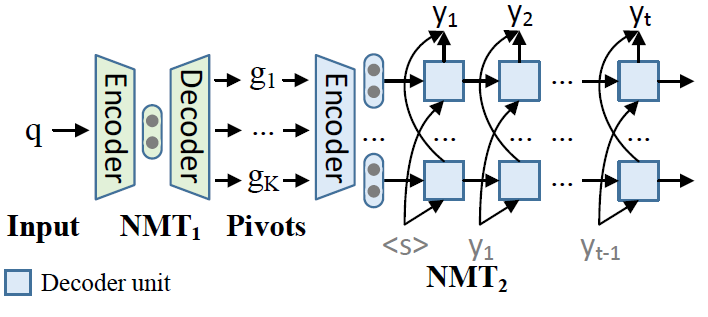 y1 y2 yt
q Encoder Decoder g1 Encoder ...
... ... ... ... ...
gK ...
Input NMT1 Pivots <s> y1 yt-1
NMT2
Decoder unit